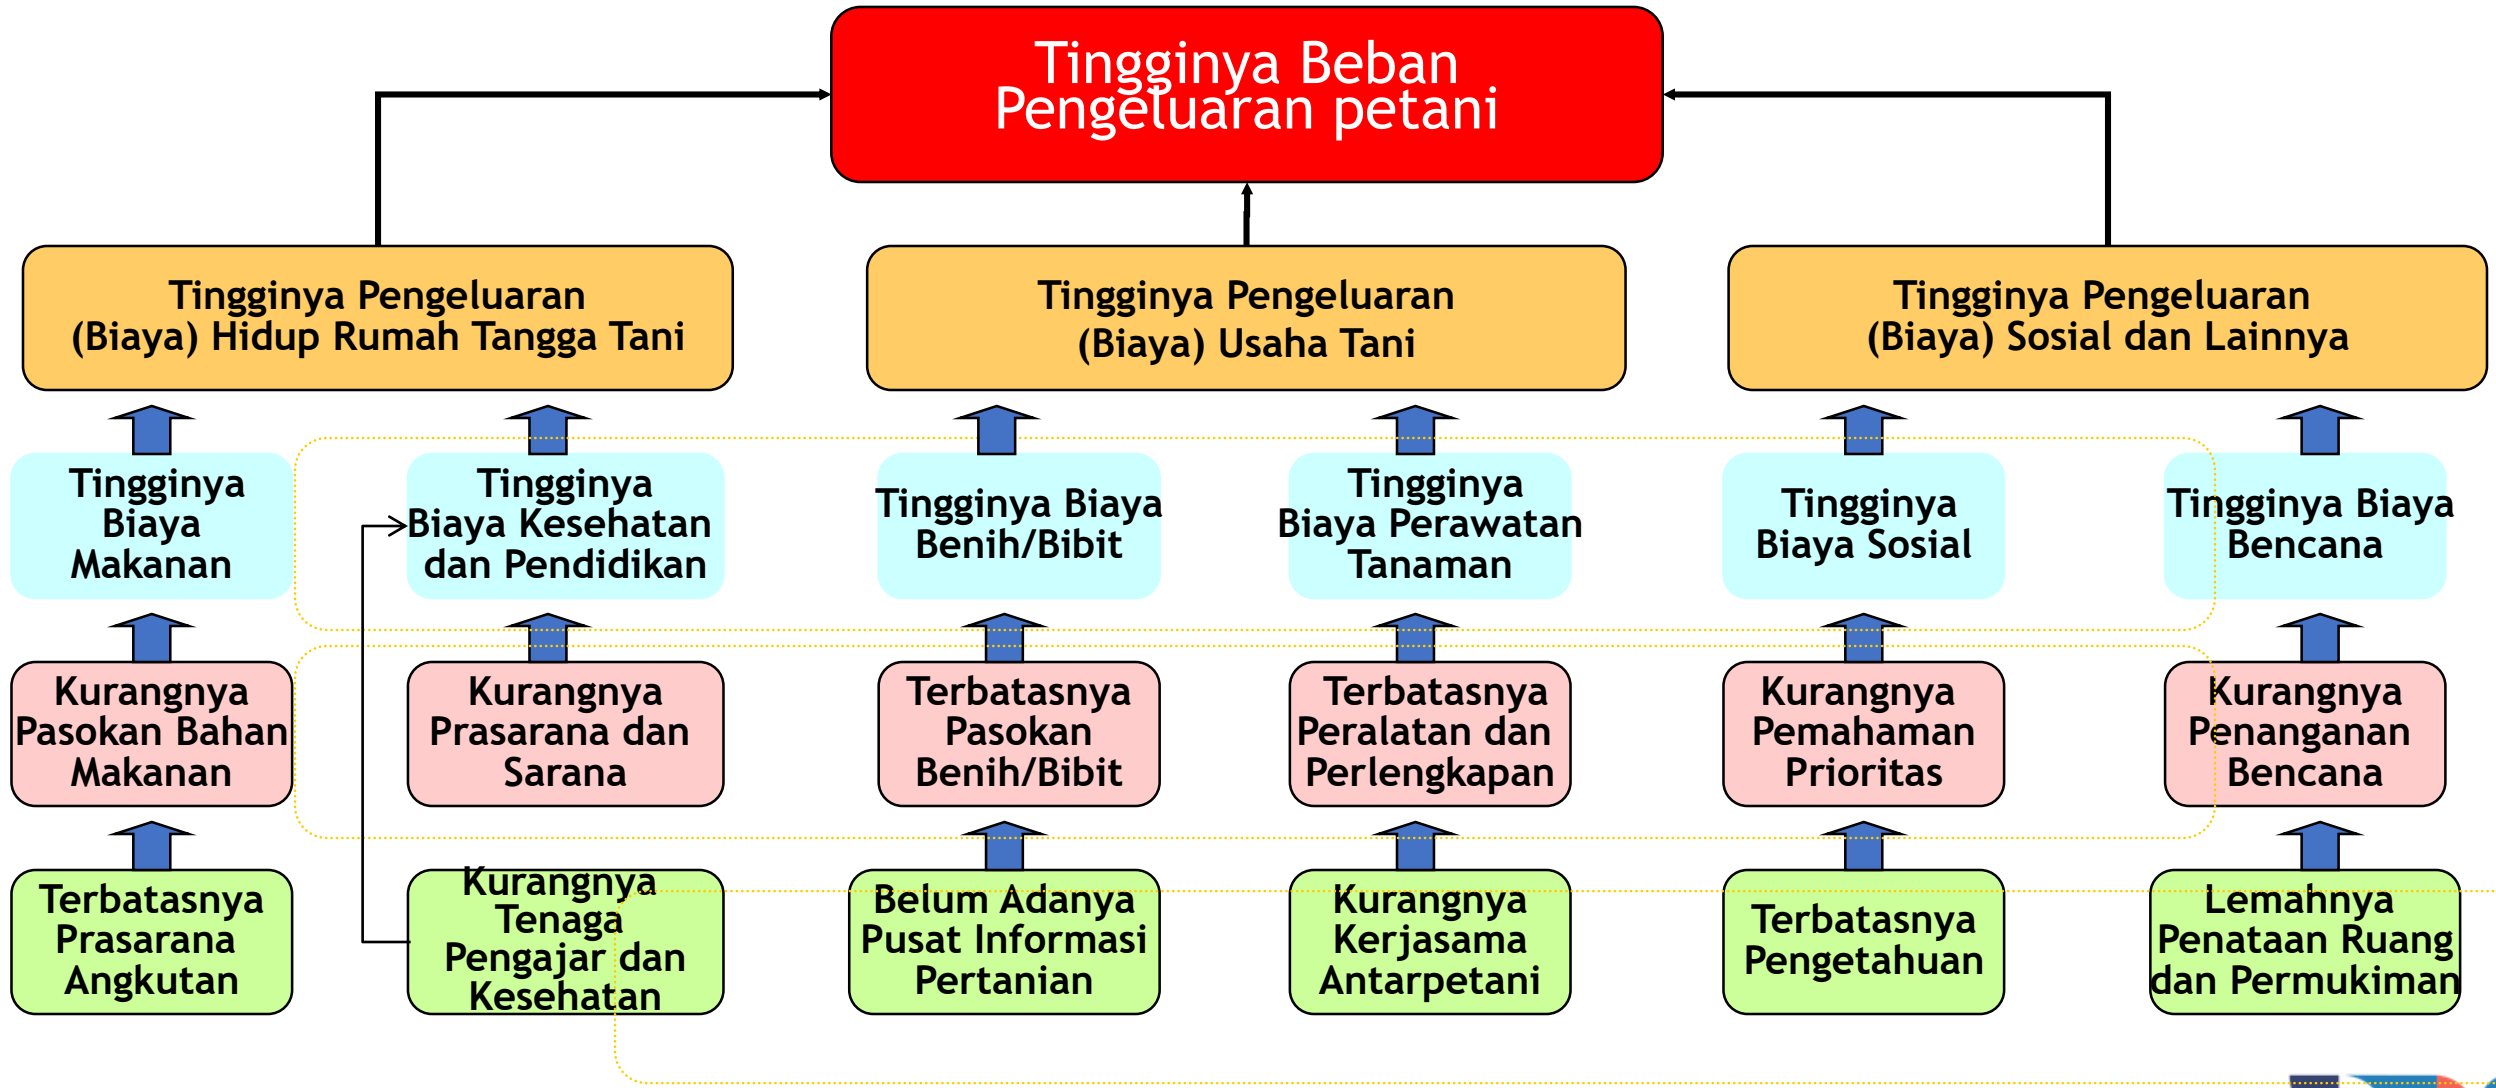 Tingginya Beban
Pengeluaran petani
Tingginya Pengeluaran
(Biaya) Hidup Rumah Tangga Tani
Tingginya Pengeluaran
(Biaya) Usaha Tani
Tingginya Pengeluaran
(Biaya) Sosial dan Lainnya
Tingginya
Biaya
Makanan
Tingginya
Biaya Kesehatan
dan Pendidikan
Tingginya Biaya
Benih/Bibit
Tingginya
Biaya Perawatan
Tanaman
Tingginya
Biaya Sosial
Tingginya Biaya
Bencana
Kurangnya
Pasokan Bahan
Makanan
Kurangnya
Prasarana dan
Sarana
Terbatasnya
Pasokan
Benih/Bibit
Terbatasnya
Peralatan dan
Perlengkapan
Kurangnya
Pemahaman
Prioritas
Kurangnya
Penanganan
Bencana
Terbatasnya
Prasarana
Angkutan
Kurangnya
Tenaga
Pengajar dan
Kesehatan
Belum Adanya
Pusat Informasi
Pertanian
Kurangnya
Kerjasama
Antarpetani
Terbatasnya
Pengetahuan
Lemahnya
Penataan Ruang
dan Permukiman